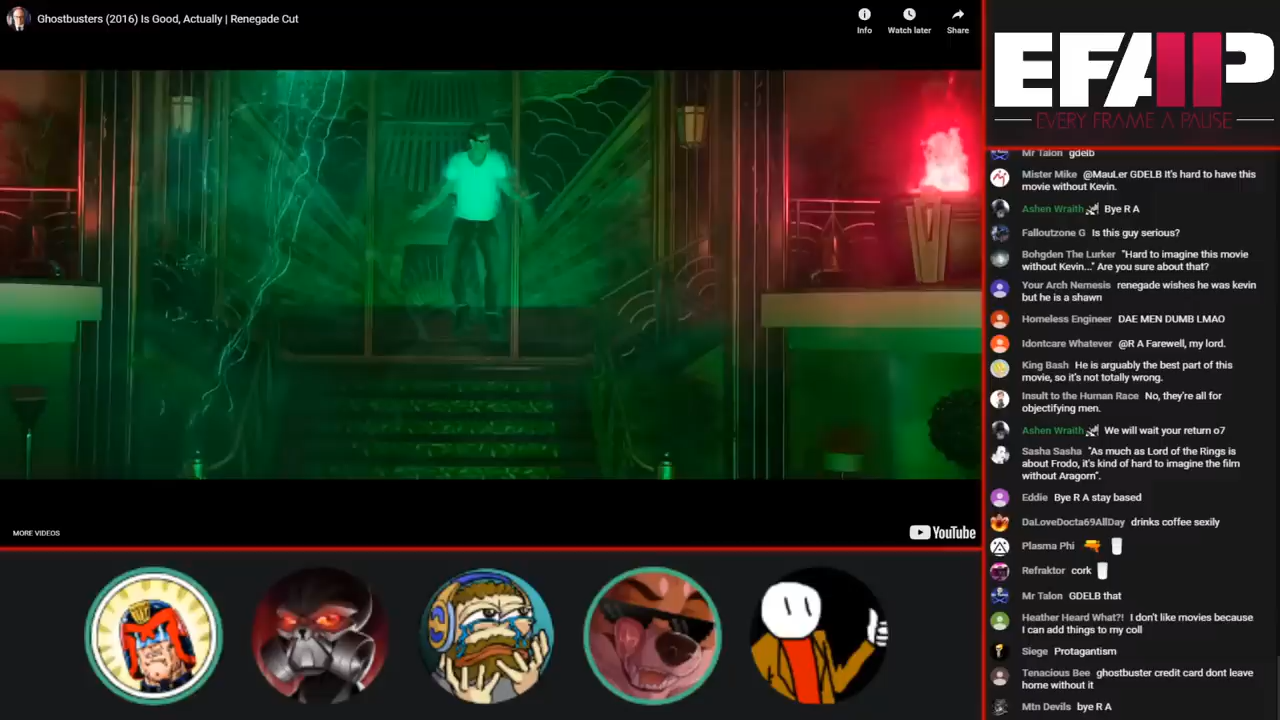 Ghostbusters (2016) Is Good, Actually | Renegade Cut
Info
Watch later
Share
MORE VIDEOS
YouTube
EFAP
EVERY FRAME A PAUSE
Mr Talon gdelb
Mister Mike @MauLer GDELB It's hard to have this
movie without Kevin.
Ashen Wraith Bye R A
Falloutzone G Is this guy serious?
Bohgden The Lurker "Hard to imagine this movie
without Kevin..." Are you sure about that?
Your Arch Nemesis renegade wishes he was kevin
but he is a shawn
Homeless Engineer DAE MEN DUMB LMAO
Idontcare Whatever @R A Farewell, my lord.
King Bash He is arguably the best part of this
movie, so it's not totally wrong.
Insult to the Human Race No, they're all for
objectifying men.
Ashen Wraith We will wait your return o7
Sasha Sasha "As much as Lord of the Rings is
about Frodo, it's kind of hard to imagine the film
without Aragorn".
Eddie Bye R A stay based
DaLoveDocta69AllDay drinks coffee sexily
Plasma Phi
Refraktor cork
Mr Talon GDELB that
Heather Heard What?! I don't like movies because
I can add things to my coll
Siege Protagantism
Tenacious Bee ghostbuster credit card dont leave
home without it
Mtn Devils bye R A